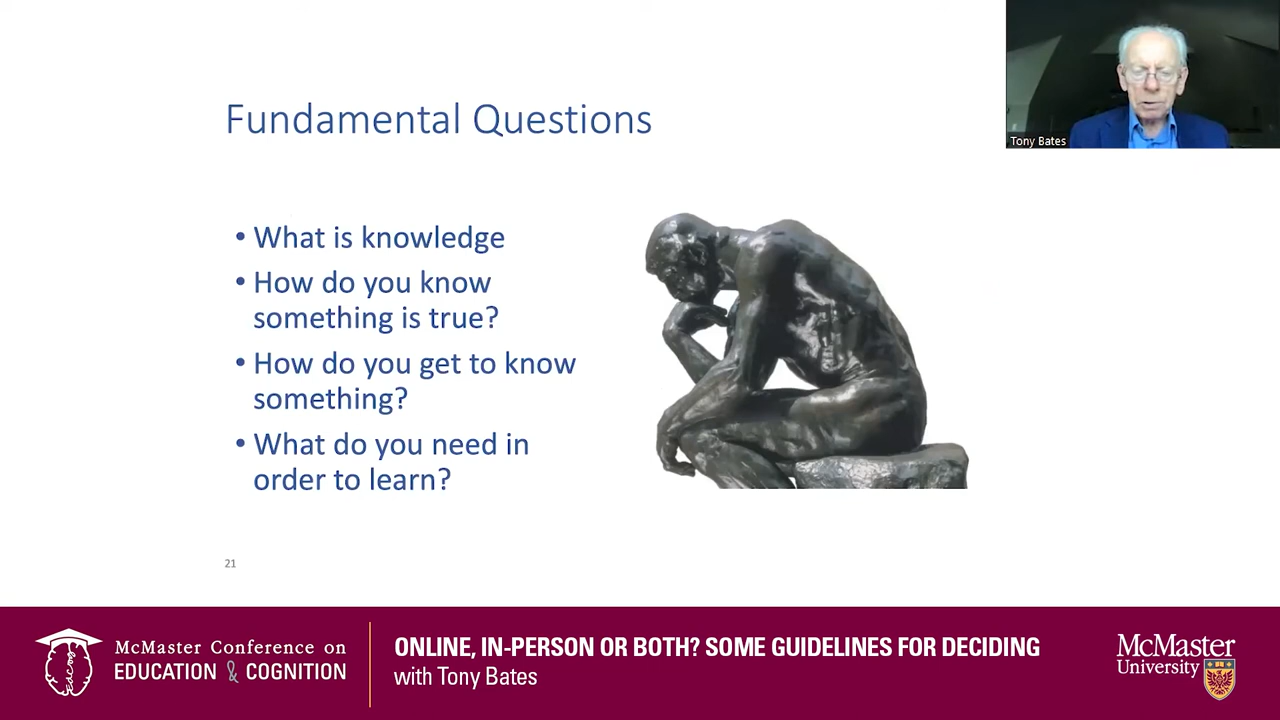 Fundamental Questions
• What is knowledge
• How do you know
something is true?
• How do you get to know
something?
• What do you need in
order to learn?
21
Tony Bates
McMaster Conference on
EDUCATION & COGNITION
ONLINE, IN-PERSON OR BOTH? SOME GUIDELINES FOR DECIDING
with Tony Bates
McMaster
University